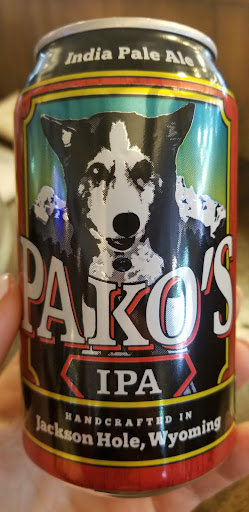 India Pale Ale
PAKO'S
IPA
HANDCRAFTED IN
Jackson Hole, Wyoming